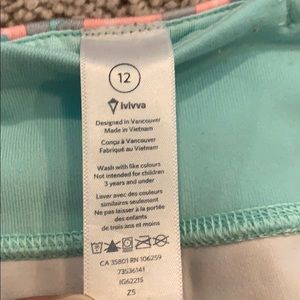 12
ivivva
Designed in Vancouver
Made in Vietnam
Conçu à Vancouver
Fabriqué au Vietnam
Wash with like colours
Not intended for children
3 years and under
Laver avec des couleurs
similaires seulement
Ne pas laisser à la portée
des enfants
de trois ans et moins
CA 35801 RN 106259
73536141
IG6221S
Z5